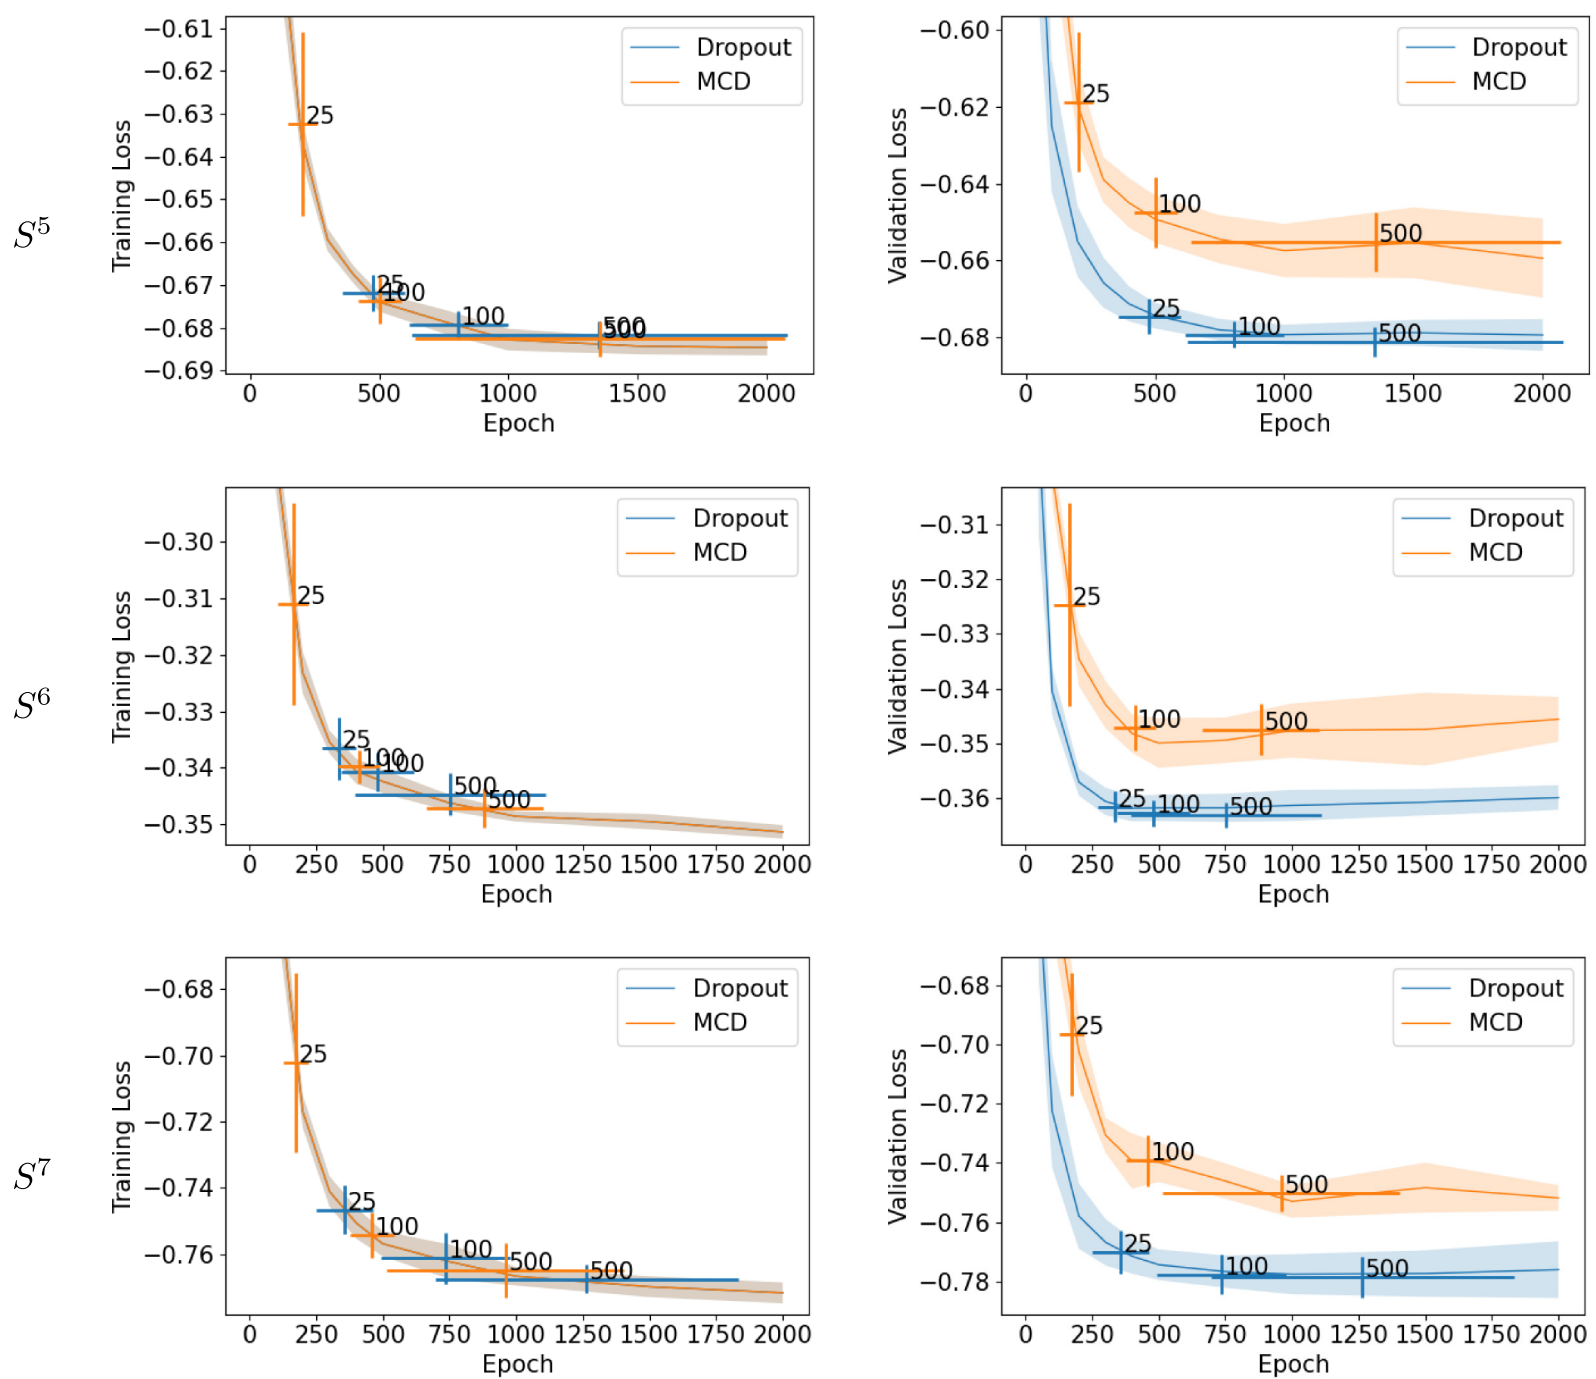 S^5
Training Loss
−0.61
−0.62
−0.63
−0.64
−0.65
−0.66
−0.67
−0.68
−0.69
Dropout
MCD
25
25
100
100
500
500
0 500 1000 1500 2000
Epoch
Validation Loss
−0.60
−0.62
−0.64
−0.66
−0.68
Dropout
MCD
25
100
500
25
100
500
0 500 1000 1500 2000
Epoch
S^6
Training Loss
−0.30
−0.31
−0.32
−0.33
−0.34
−0.35
Dropout
MCD
25
25
100
100
500
500
0 250 500 750 1000 1250 1500 1750 2000
Epoch
Validation Loss
−0.31
−0.32
−0.33
−0.34
−0.35
−0.36
Dropout
MCD
25
100
500
25
100
500
0 250 500 750 1000 1250 1500 1750 2000
Epoch
S^7
Training Loss
−0.68
−0.70
−0.72
−0.74
−0.76
Dropout
MCD
25
25
100
100
500
500
0 250 500 750 1000 1250 1500 1750 2000
Epoch
Validation Loss
−0.68
−0.70
−0.72
−0.74
−0.76
−0.78
Dropout
MCD
25
100
500
25
100
500
0 250 500 750 1000 1250 1500 1750 2000
Epoch